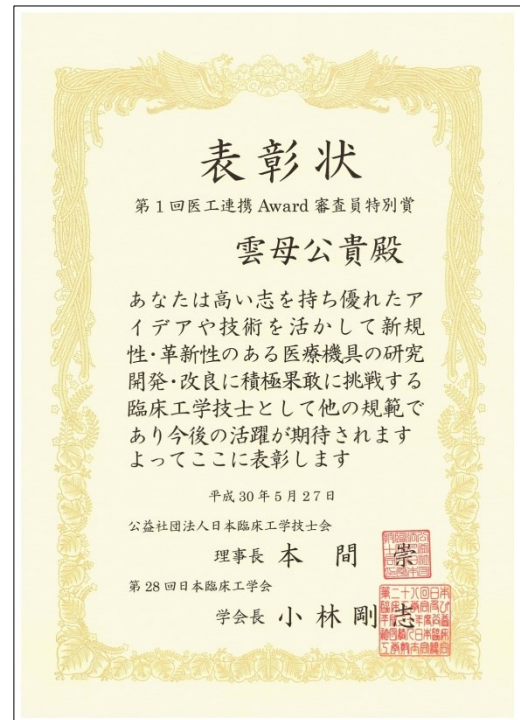 表彰状
第1回医工連携 Award 審査員特別賞
雲母公貴殿
あなたは高い志を持ち優れたア
イデアや技術を活かして新規
性・革新性のある医療機具の研究
開発・改良に積極果敢に挑戦する
臨床工学技士として他の規範で
あり今後の活躍が期待されます
よってここに表彰します
平成30年5月27日
公益社団法人日本臨床工学技士会
理事長 本間 崇
第28回日本臨床工学会
学会長 小林剛志